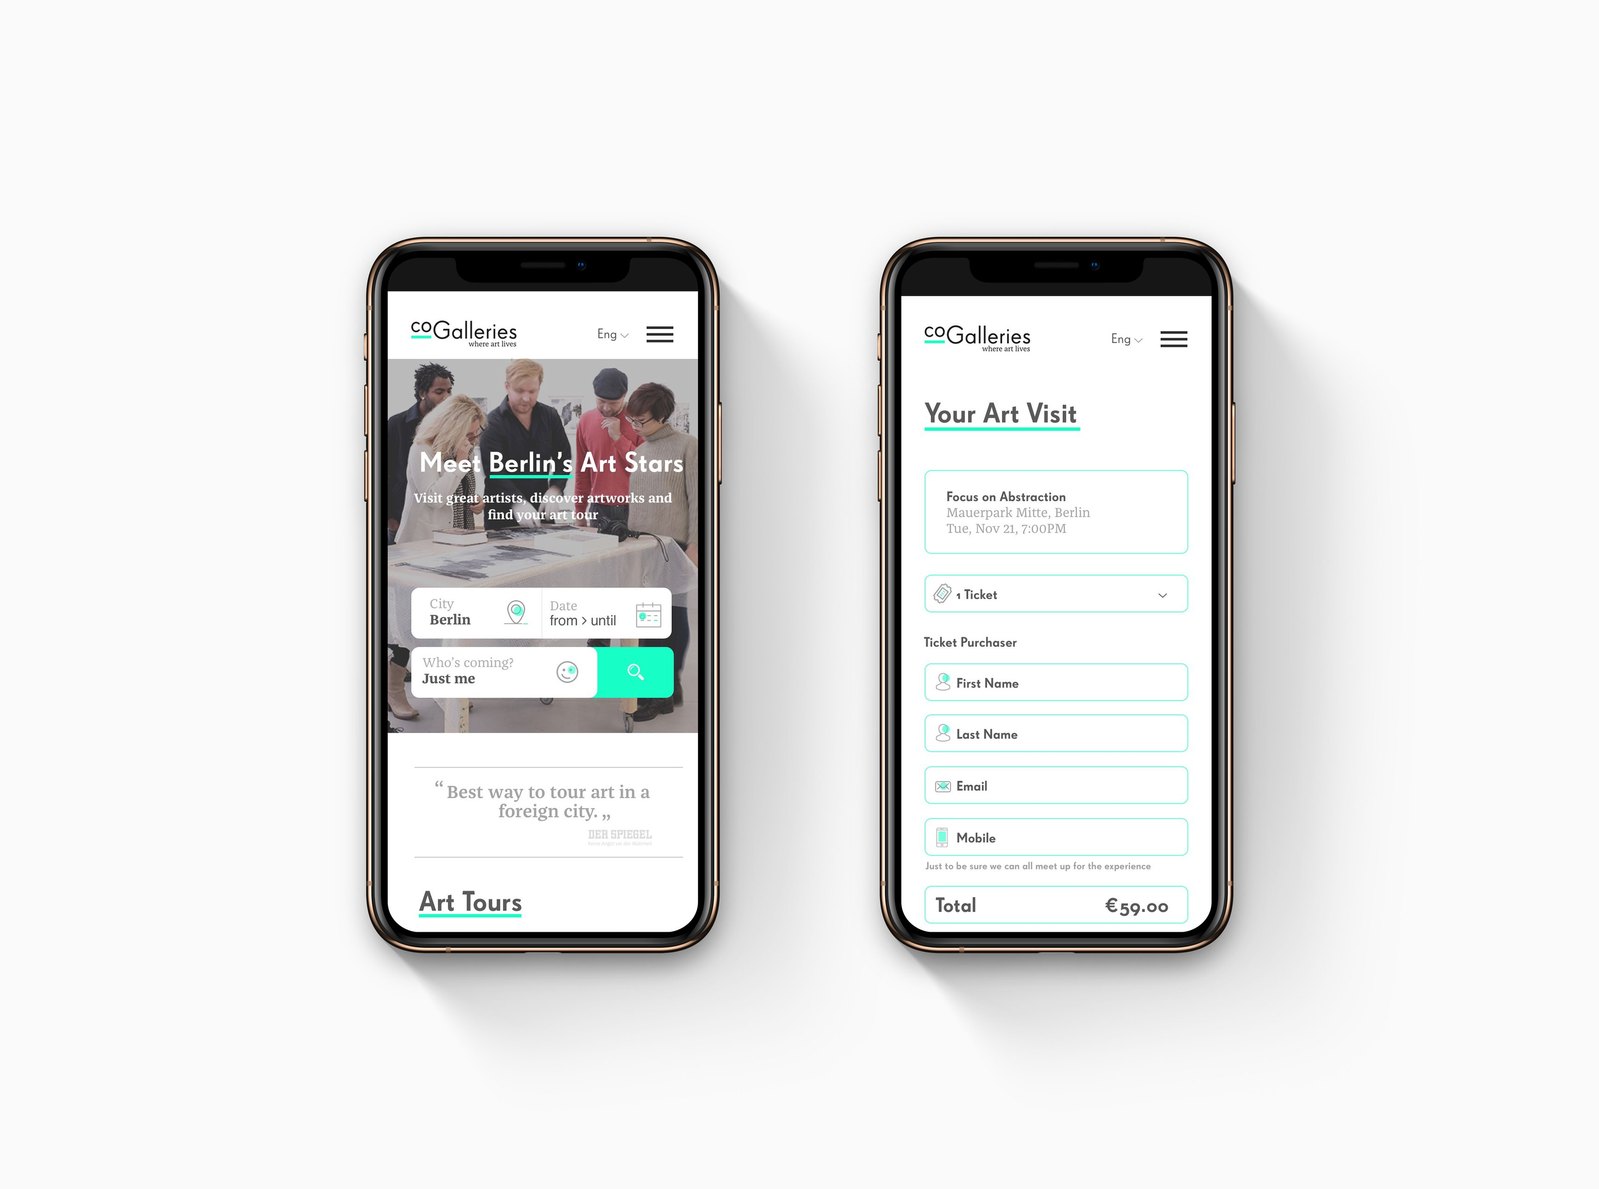 coGalleries
where art lives
Eng
Meet Berlin's Art Stars
Visit great artists, discover artworks and
find your art tour
City
Berlin
Date
from > until
Who's coming?
Just me
“ Best way to tour art in a
foreign city. „
DER SPIEGEL
Art Tours
coGalleries
where art lives
Eng
Your Art Visit
Focus on Abstraction
Mauerpark Mitte, Berlin
Tue, Nov 21, 7:00PM
1 Ticket
Ticket Purchaser
First Name
Last Name
Email
Mobile
Just to be sure we can all meet up for the experience
Total
€59.00